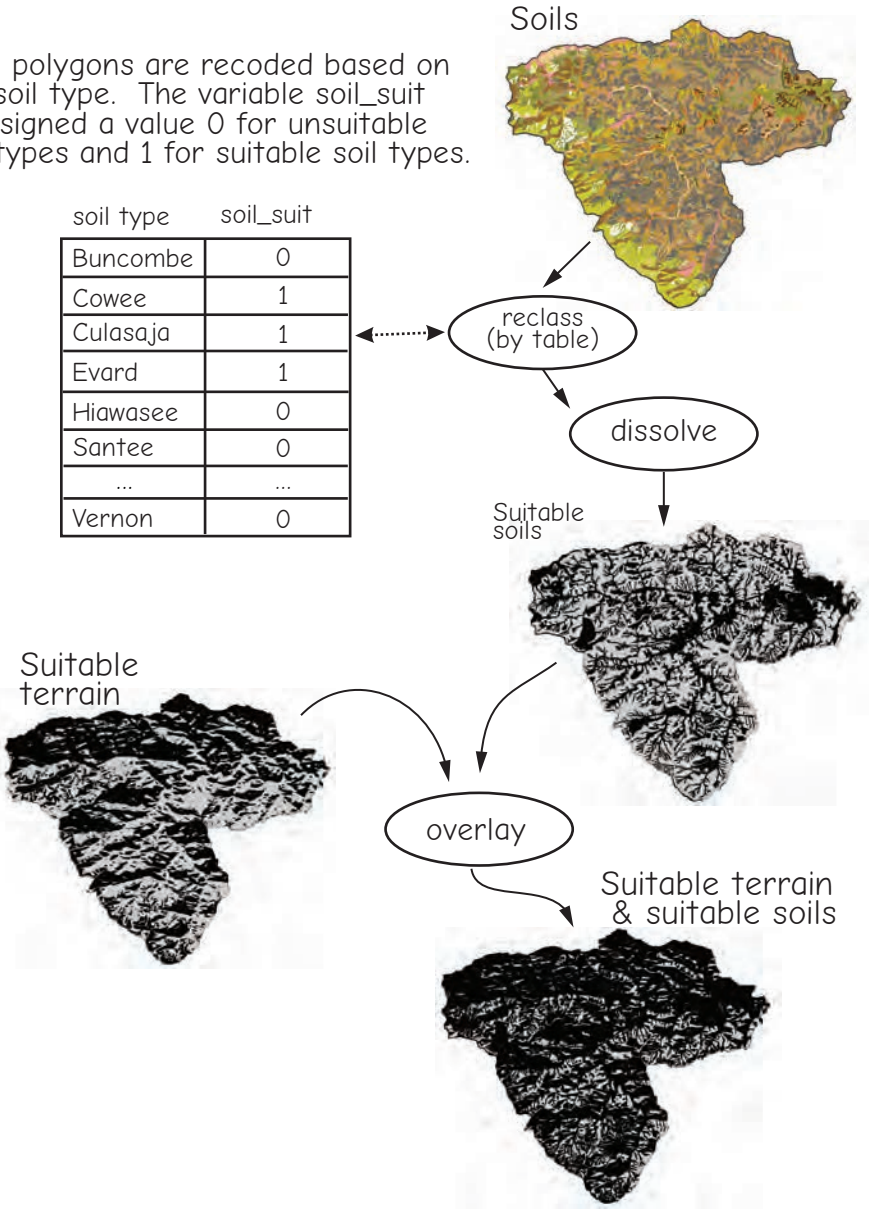 Soils
polygons are recoded based on
soil type. The variable soil_suit
signed a value 0 for unsuitable
types and 1 for suitable soil types.
soil type soil_suit
Buncombe 0
Cowee 1
Culasaja 1
Evard 1
Hiawasee 0
Santee 0
... ...
Vernon 0
reclass
(by table)
dissolve
Suitable
soils
Suitable
terrain
overlay
Suitable terrain
& suitable soils